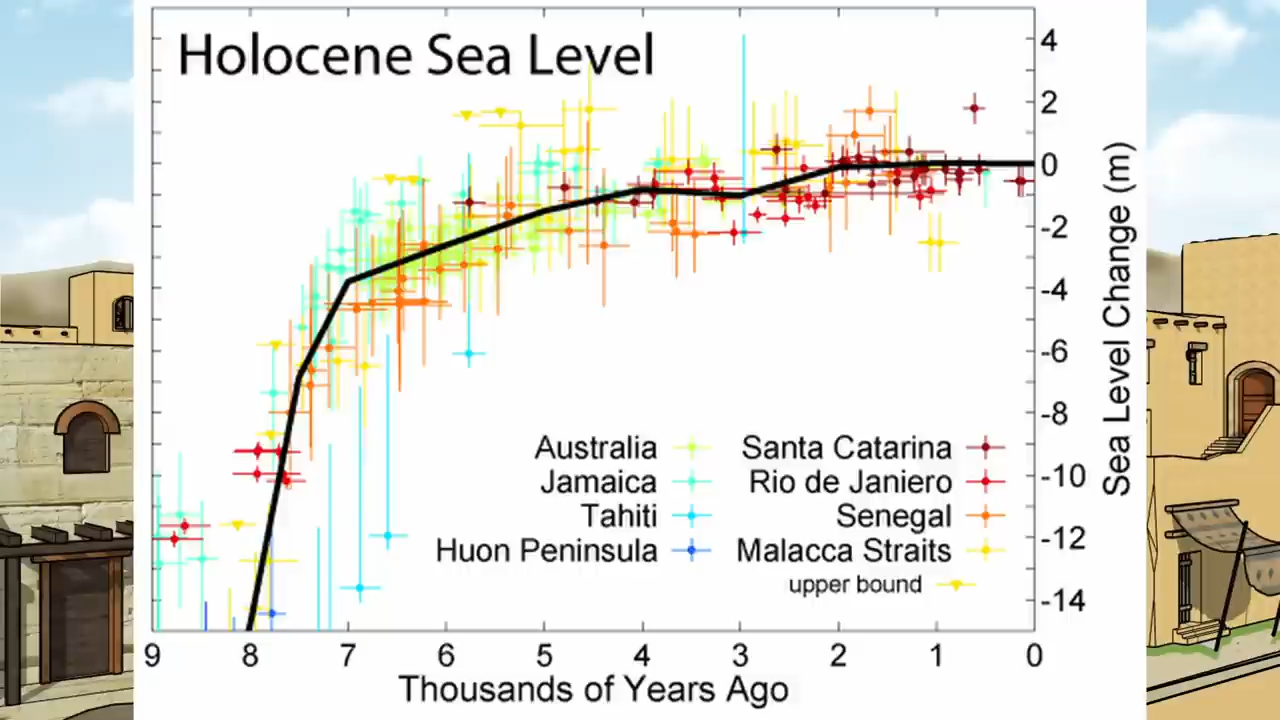 Holocene Sea Level
4
2
0
-2
-4
-6
-8
-10
-12
-14
Sea Level Change (m)
Australia
Jamaica
Tahiti
Huon Peninsula
Santa Catarina
Rio de Janiero
Senegal
Malacca Straits
upper bound
9 8 7 6 5 4 3 2 1 0
Thousands of Years Ago